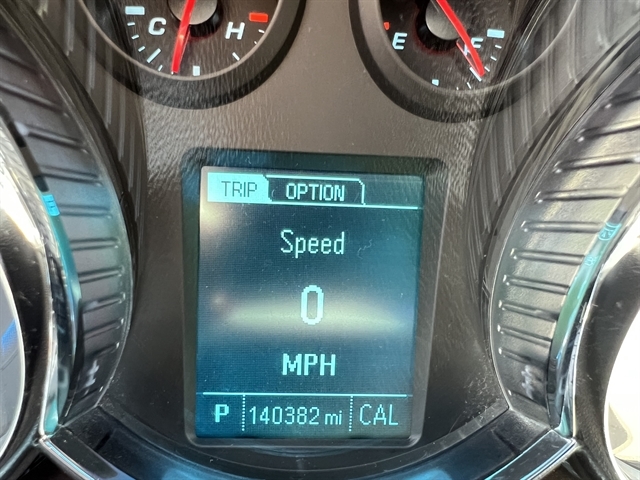 C H
E F
TRIP OPTION
Speed
0
MPH
P 140382 mi CAL